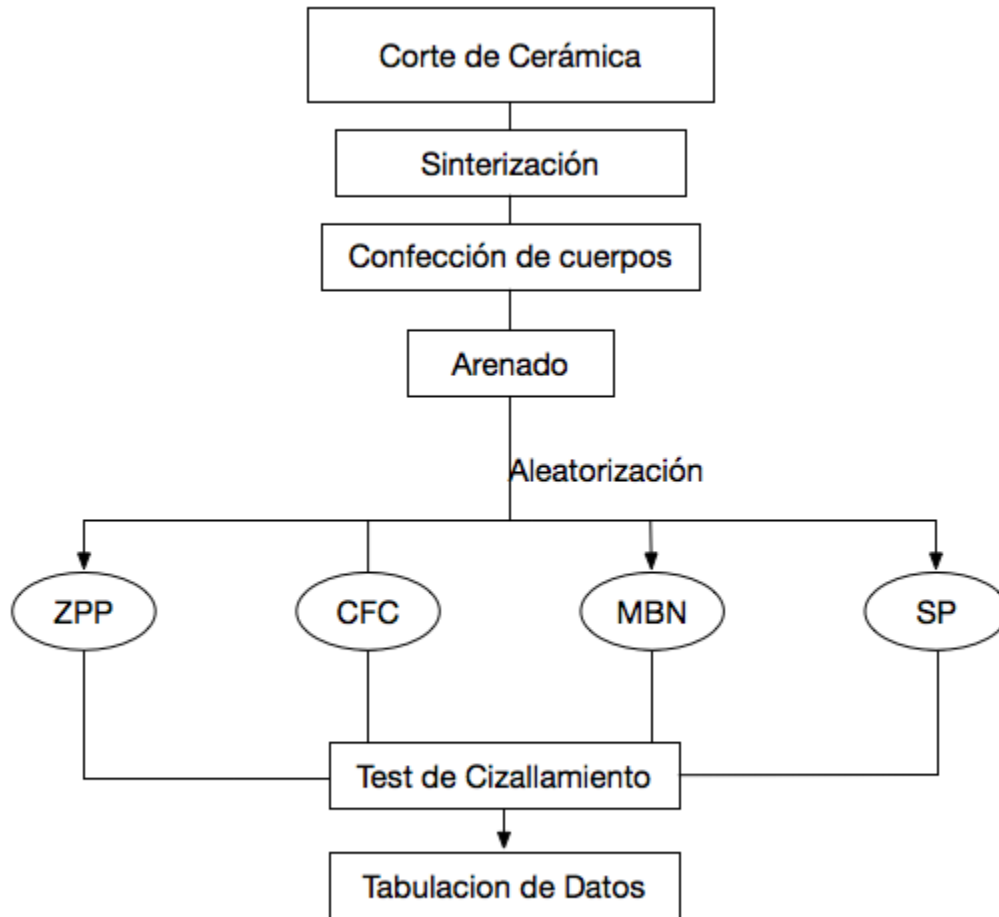 Corte de Cerámica
Sinterización
Confección de cuerpos
Arenado
Aleatorización
ZPP
CFC
MBN
SP
Test de Cizallamiento
Tabulacion de Datos